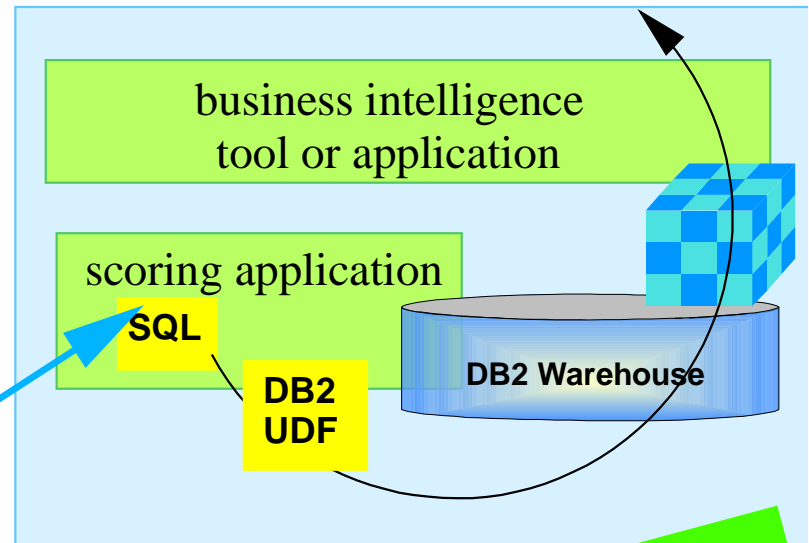 business intelligence
tool or application
scoring application
SQL
DB2
UDF
DB2 Warehouse